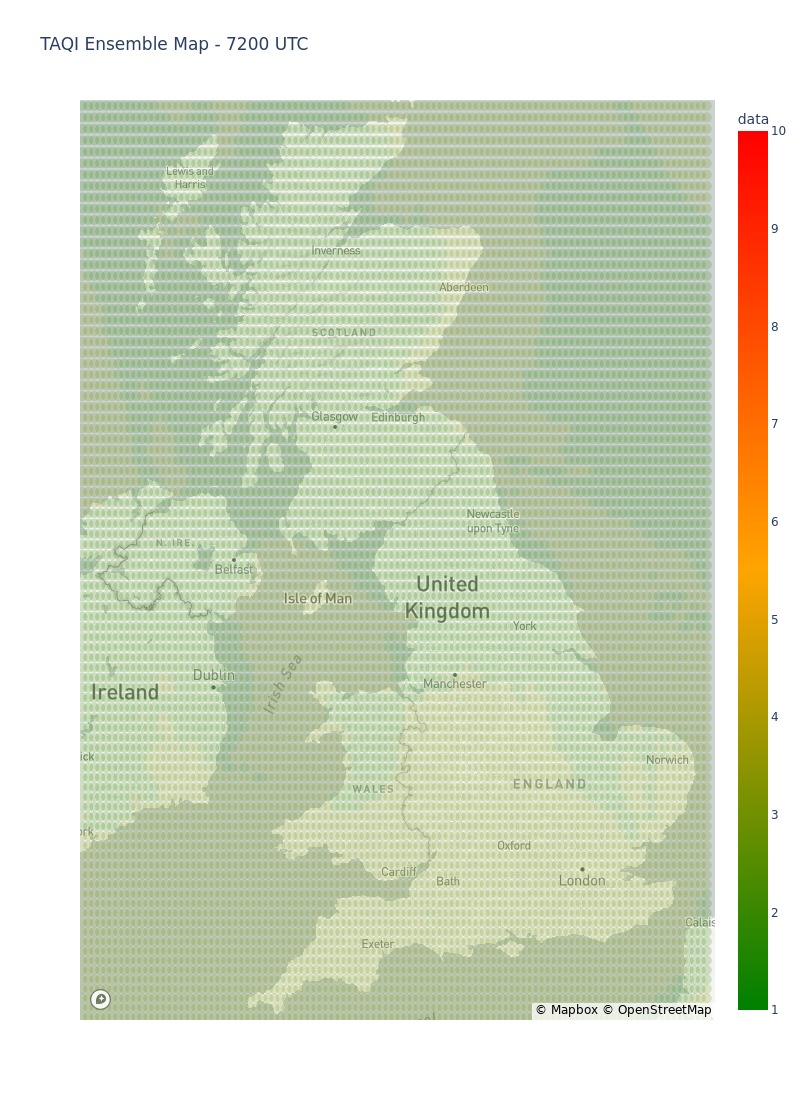 TAQI Ensemble Map - 7200 UTC
data
10
9
8
7
6
5
4
3
2
1
Lewis and
Harris
Inverness
Aberdeen
SCOTLAND
Glasgow
Edinburgh
Newcastle
upon Tyne
N. IRE.
Belfast
Isle of Man
United
Kingdom
York
Dublin
Manchester
Ireland
Irish Sea
ick
Norwich
WALES
ENGLAND
ork
Oxford
Cardiff
Bath
London
Calais
Exeter
© Mapbox © OpenStreetMap